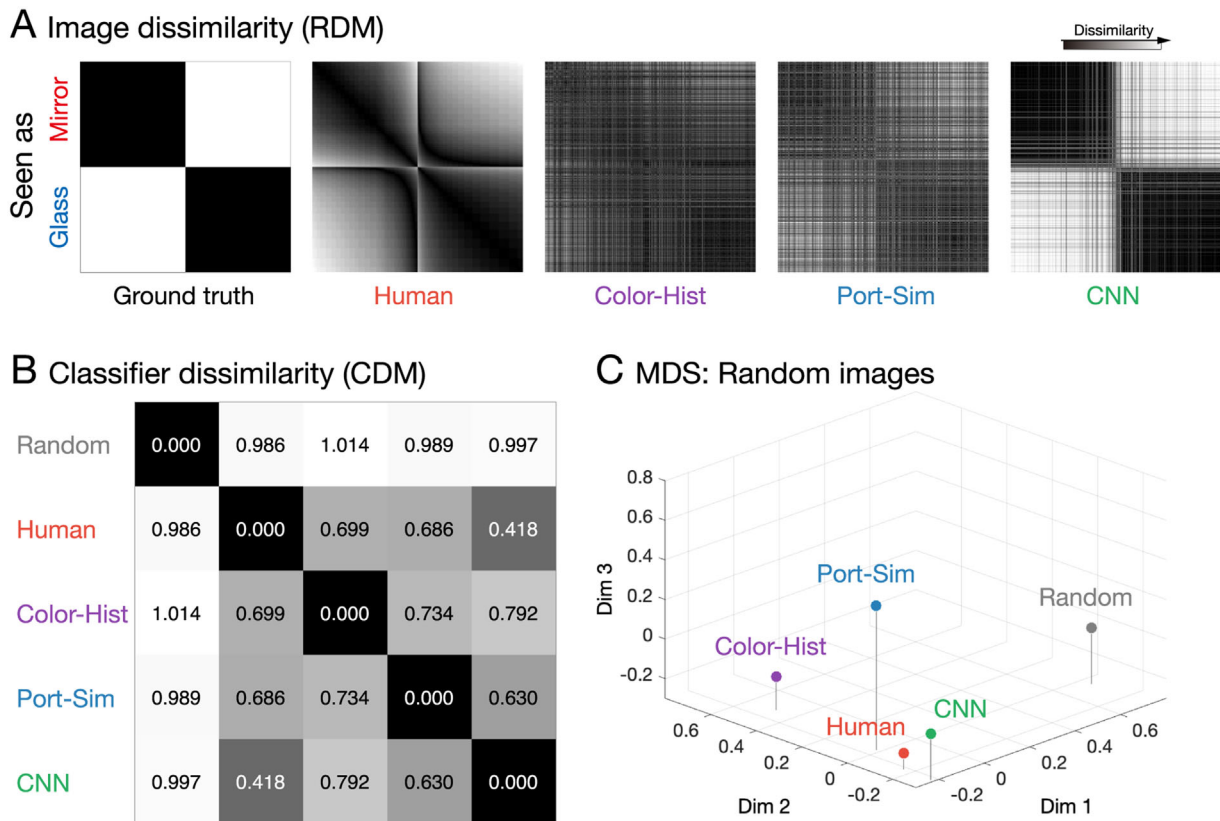 A Image dissimilarity (RDM)
Dissimilarity
Seen as
Mirror
Glass
Ground truth
Human
Color-Hist
Port-Sim
CNN
B Classifier dissimilarity (CDM)
Random 0.000 0.986 1.014 0.989 0.997
Human 0.986 0.000 0.699 0.686 0.418
Color-Hist 1.014 0.699 0.000 0.734 0.792
Port-Sim 0.989 0.686 0.734 0.000 0.630
CNN 0.997 0.418 0.792 0.630 0.000
C MDS: Random images
0.8
0.6
0.4
0.2
0
-0.2
Dim 3
Port-Sim
Random
Color-Hist
CNN
Human
0.6
0.4
0.2
0
-0.2
Dim 2
-0.2
0
0.2
0.4
0.6
Dim 1